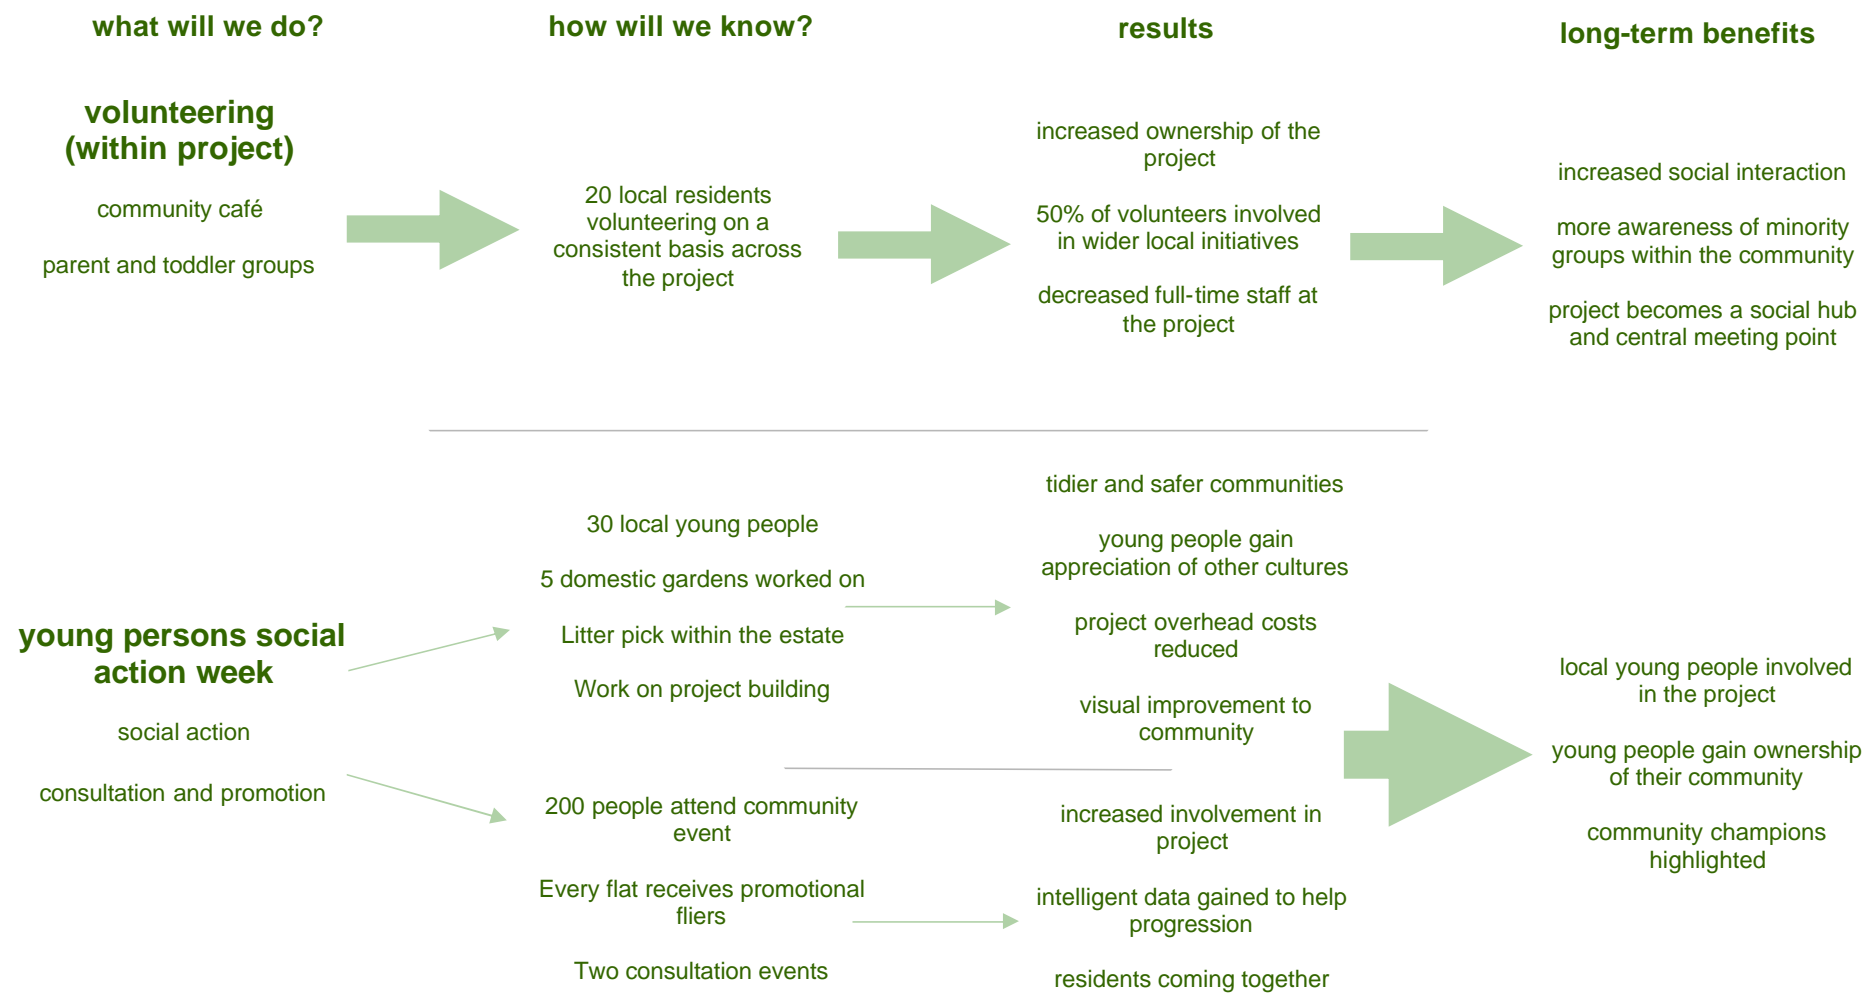 what will we do?
how will we know?
results
long-term benefits
volunteering
(within project)
community café
parent and toddler groups
20 local residents
volunteering on a
consistent basis across
the project
increased ownership of the
project
50% of volunteers involved
in wider local initiatives
decreased full-time staff at
the project
increased social interaction
more awareness of minority
groups within the community
project becomes a social hub
and central meeting point
young persons social
action week
social action
consultation and promotion
30 local young people
5 domestic gardens worked on
Litter pick within the estate
Work on project building
tidier and safer communities
young people gain
appreciation of other cultures
project overhead costs
reduced
visual improvement to
community
200 people attend community
event
Every flat receives promotional
fliers
Two consultation events
increased involvement in
project
intelligent data gained to help
progression
residents coming together
local young people involved
in the project
young people gain ownership
of their community
community champions
highlighted